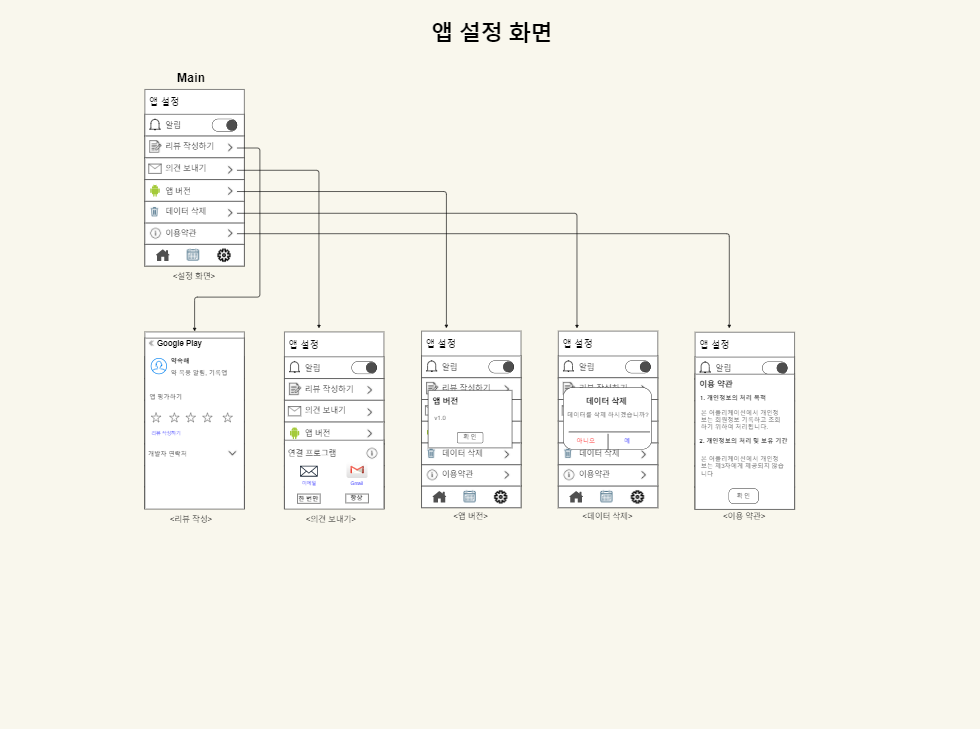 앱 설정 화면
Main
앱 설정
알림
리뷰 작성하기
의견 보내기
앱 버전
데이터 삭제
이용약관
<설정 화면>
Google Play
약속해
약 복용 알림, 기록앱
앱 평가하기
리뷰 작성하기
개발자 연락처
<리뷰 작성>
앱 설정
알림
리뷰 작성하기
의견 보내기
앱 버전
연결 프로그램
이메일
Gmail
한 번만
항상
<의견 보내기>
앱 설정
알림
리뷰 작성하기
앱 버전
v1.0
확인
데이터 삭제
이용약관
<앱 버전>
앱 설정
알림
리뷰 작성하기
데이터 삭제
데이터를 삭제 하시겠습니까?
아니요
예
데이터 삭제
이용약관
<데이터 삭제>
앱 설정
알림
이용 약관
1. 개인정보의 처리 목적
본 어플리케이션에서 개인정
보는 회원정보 기록하고 조회
하기 위하여 처리합니다.
2. 개인정보의 처리 및 보유 기간
본 어플리케이션에서 개인정
보는 제3자에게 제공되지 않습
니다
확인
<이용 약관>